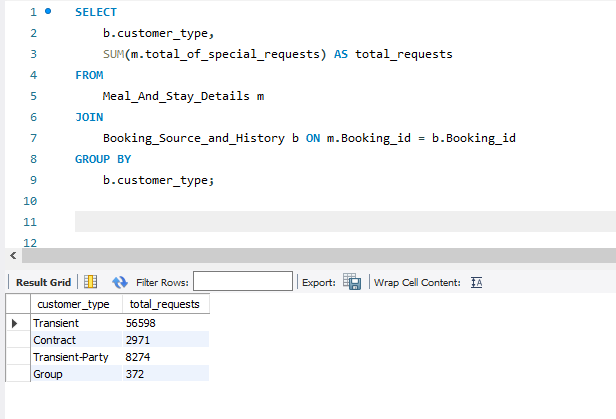 1 SELECT
2 b.customer_type,
3 SUM(m.total_of_special_requests) AS total_requests
4 FROM
5 Meal_And_Stay_Details m
6 JOIN
7 Booking_Source_and_History b ON m.Booking_id = b.Booking_id
8 GROUP BY
9 b.customer_type;
10
11
12
Result Grid Filter Rows: Export: Wrap Cell Content:
customer_type total_requests
Transient 56598
Contract 2971
Transient-Party 8274
Group 372